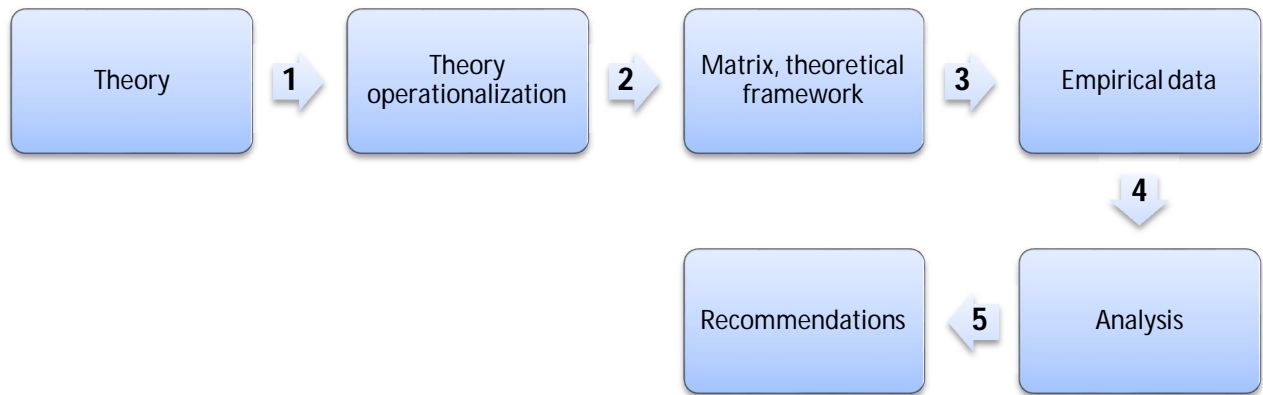 Theory
1
Theory
operationalization
2
Matrix, theoretical
framework
3
Empirical data
4
Analysis
5
Recommendations